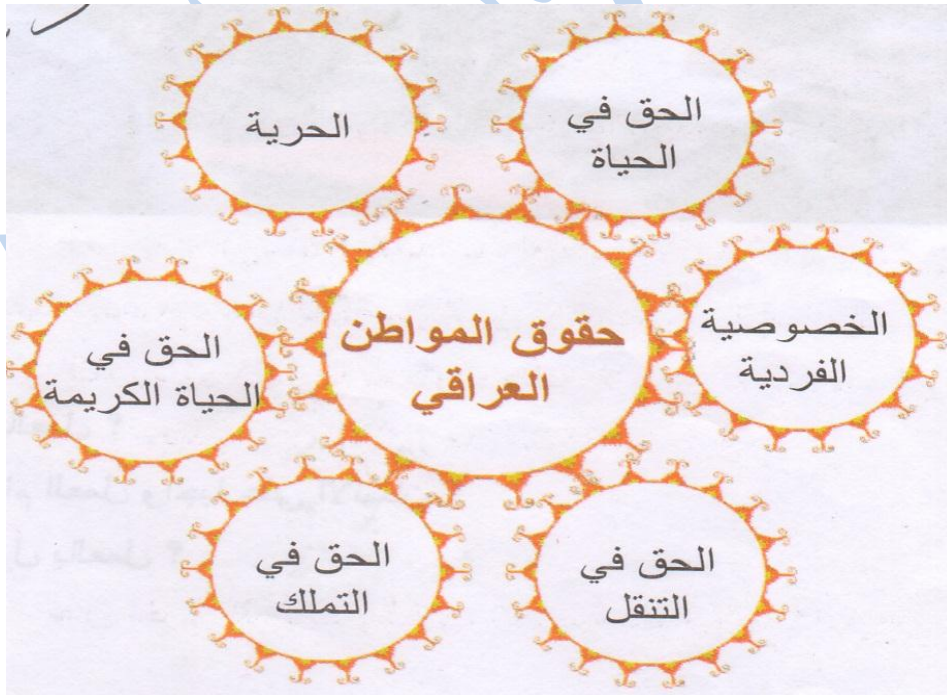 الحق في
الحياة
الحرية
حقوق المواطن
العراقي
الخصوصية
الفردية
الحق في
الحياة الكريمة
الحق في
التنقل
الحق في
التملك